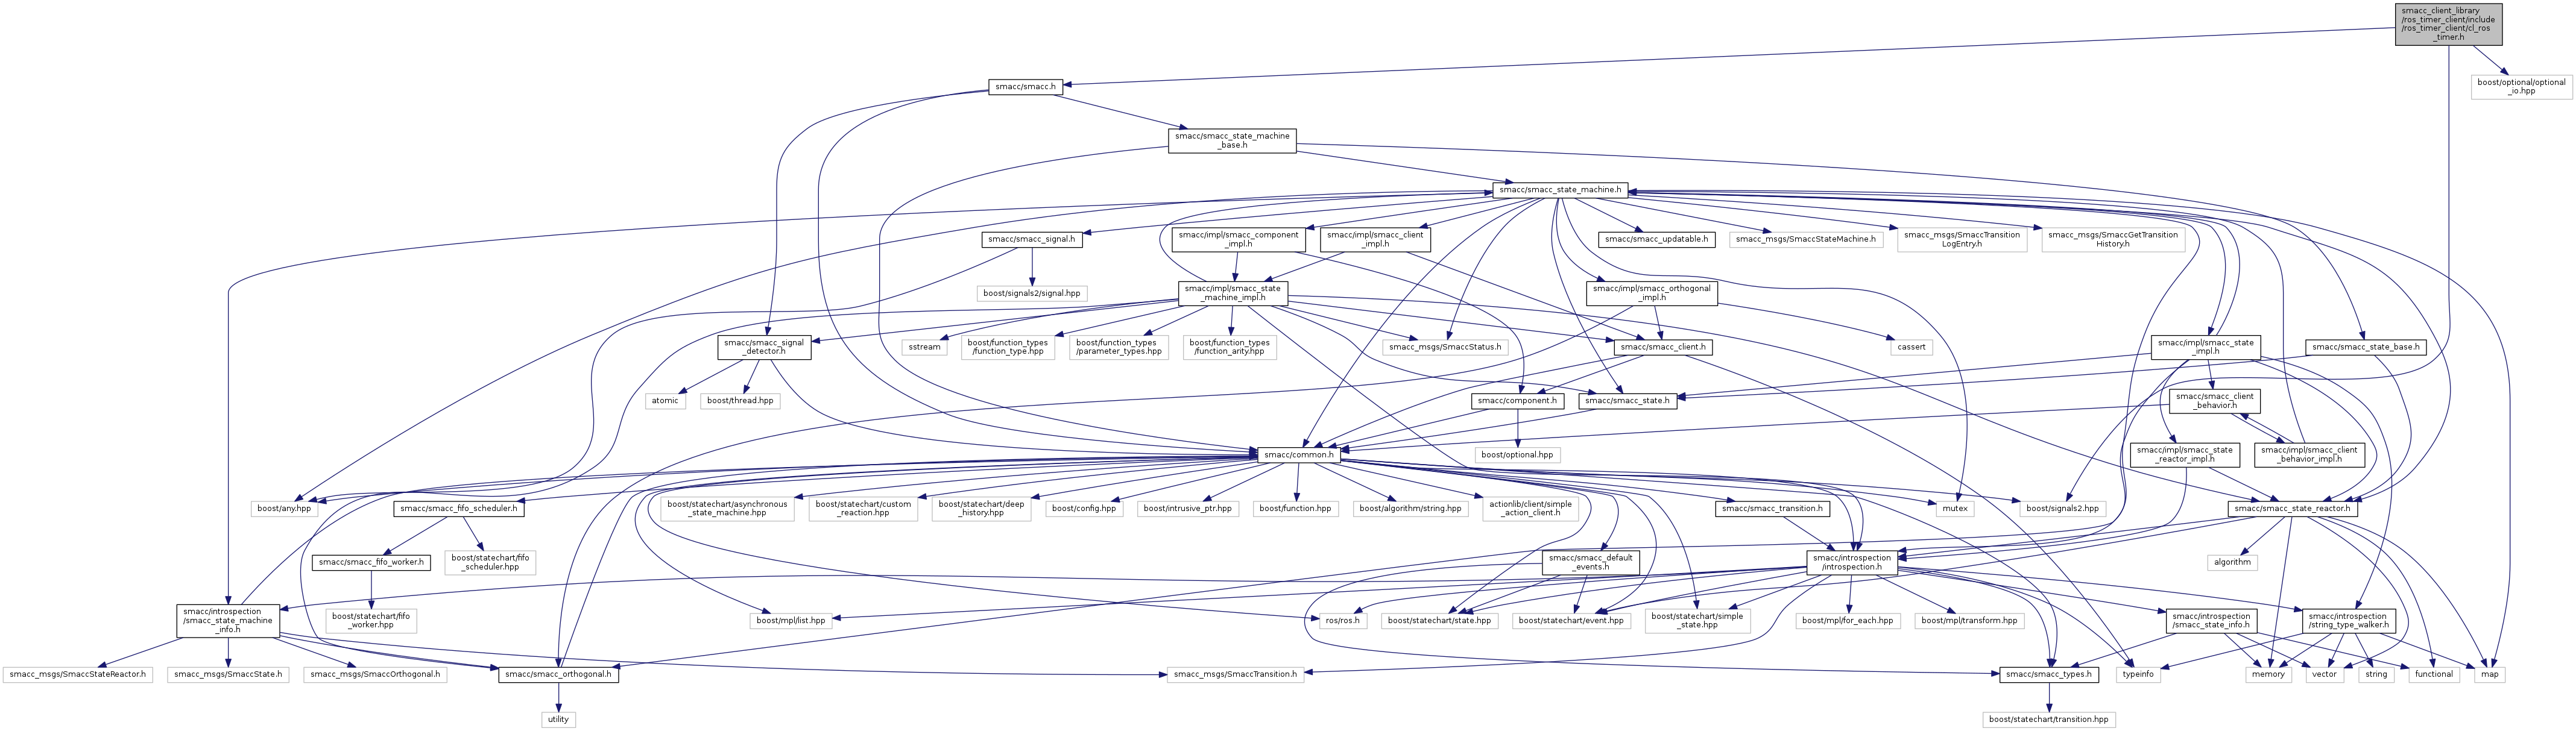 smacc_client_library
/ros_timer_client/include
/ros_timer_client/cl_ros
_timer.h
smacc/smacc.h
boost/optional/optional
_io.hpp
smacc/smacc_state_machine
_base.h
smacc/smacc_state_machine.h
smacc/smacc_signal.h
smacc/impl/smacc_component
_impl.h
smacc/impl/smacc_client
_impl.h
smacc/smacc_updatable.h
smacc_msgs/SmaccStateMachine.h
smacc_msgs/SmaccTransition
LogEntry.h
smacc_msgs/SmaccGetTransition
History.h
boost/signals2/signal.hpp
smacc/impl/smacc_state
_machine_impl.h
smacc/impl/smacc_orthogonal
_impl.h
smacc/smacc_signal
_detector.h
sstream
boost/function_types
/function_type.hpp
boost/function_types
/parameter_types.hpp
boost/function_types
/function_arity.hpp
smacc_msgs/SmaccStatus.h
smacc/smacc_client.h
cassert
smacc/impl/smacc_state
_impl.h
smacc/smacc_state_base.h
atomic
boost/thread.hpp
smacc/component.h
smacc/smacc_state.h
smacc/smacc_client
_behavior.h
smacc/common.h
boost/optional.hpp
smacc/impl/smacc_state
_reactor_impl.h
smacc/impl/smacc_client
_behavior_impl.h
boost/any.hpp
smacc/smacc_fifo_scheduler.h
boost/statechart/asynchronous
_state_machine.hpp
boost/statechart/custom
_reaction.hpp
boost/statechart/deep
_history.hpp
boost/config.hpp
boost/intrusive_ptr.hpp
boost/function.hpp
boost/algorithm/string.hpp
actionlib/client/simple
_action_client.h
smacc/smacc_transition.h
mutex
boost/signals2.hpp
smacc/smacc_state_reactor.h
smacc/smacc_fifo_worker.h
boost/statechart/fifo
_scheduler.hpp
smacc/smacc_default
_events.h
smacc/introspection
/introspection.h
algorithm
smacc/introspection
/smacc_state_machine
_info.h
boost/statechart/fifo
_worker.hpp
boost/mpl/list.hpp
ros/ros.h
boost/statechart/state.hpp
boost/statechart/event.hpp
boost/statechart/simple
_state.hpp
boost/mpl/for_each.hpp
boost/mpl/transform.hpp
smacc/introspection
/smacc_state_info.h
smacc/introspection
/string_type_walker.h
smacc_msgs/SmaccStateReactor.h
smacc_msgs/SmaccState.h
smacc_msgs/SmaccOrthogonal.h
smacc/smacc_orthogonal.h
smacc_msgs/SmaccTransition.h
smacc/smacc_types.h
typeinfo
memory
vector
string
functional
map
utility
boost/statechart/transition.hpp